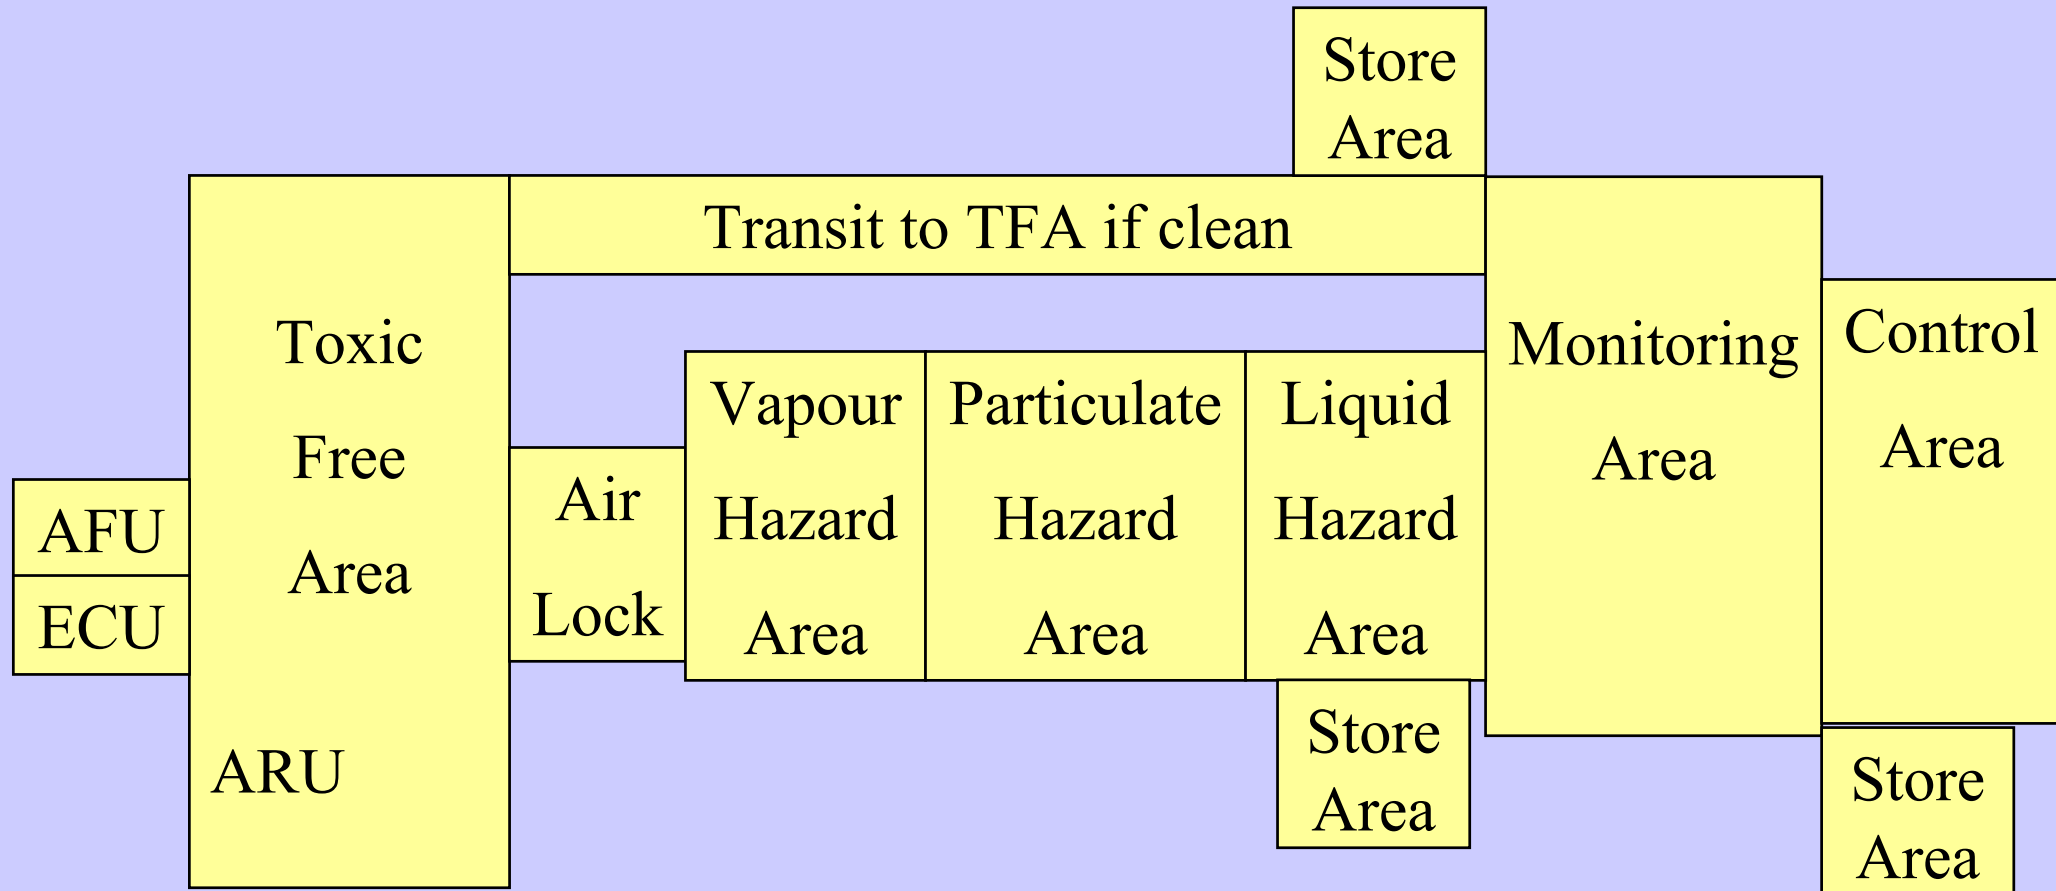 Store
Area
Transit to TFA if clean
Toxic
Free
Area
ARU
AFU
ECU
Air
Lock
Vapour
Hazard
Area
Particulate
Hazard
Area
Liquid
Hazard
Area
Store
Area
Monitoring
Area
Control
Area
Store
Area